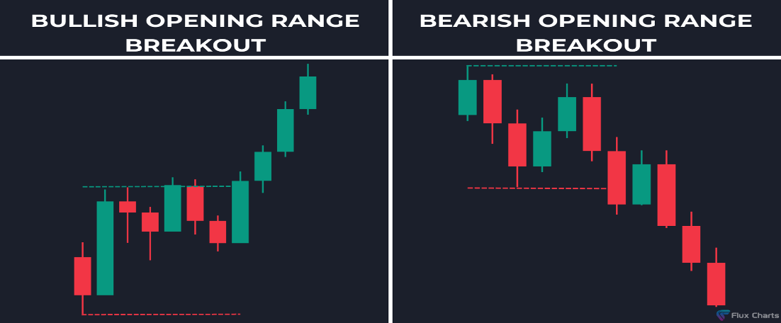 BULLISH OPENING RANGE
BREAKOUT
BEARISH OPENING RANGE
BREAKOUT
Flux Charts